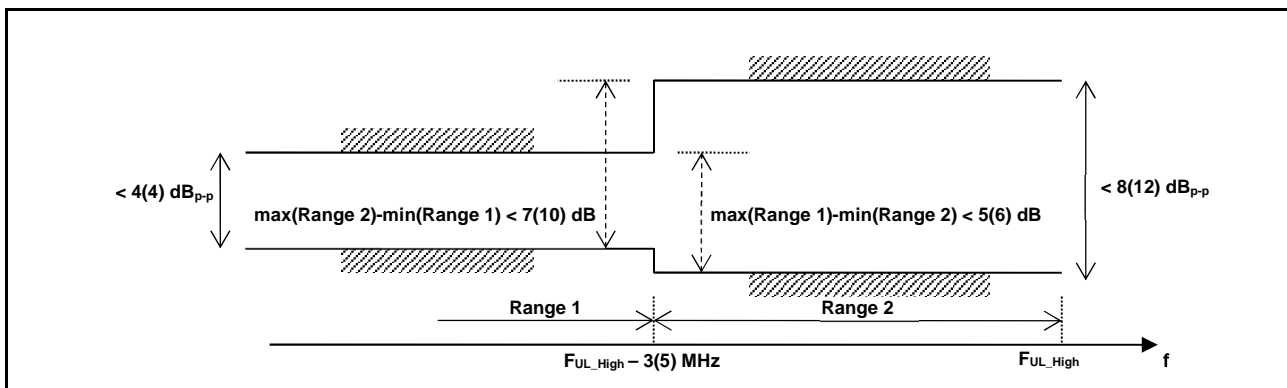 < 4(4) dBp-p
max(Range 2)-min(Range 1) < 7(10) dB
max(Range 1)-min(Range 2) < 5(6) dB
< 8(12) dBp-p
Range 1
Range 2
FUL_High – 3(5) MHz
FUL_High
f